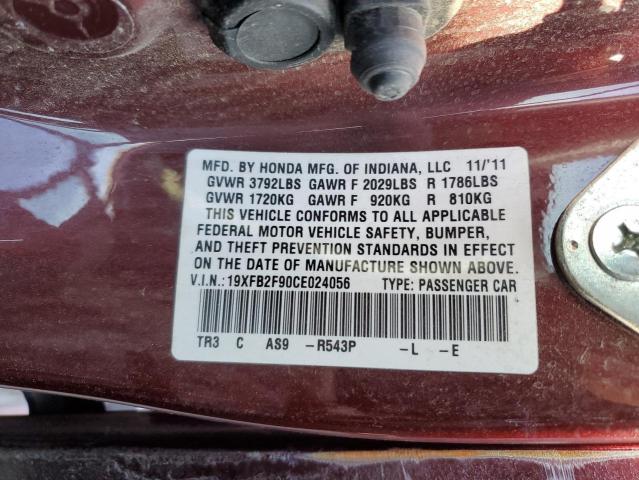 MFD. BY HONDA MFG. OF INDIANA, LLC 11/'11
GVWR 3792LBS GAWR F 2029LBS R 1786LBS
GVWR 1720KG GAWR F 920KG R 810KG
THIS VEHICLE CONFORMS TO ALL APPLICABLE
FEDERAL MOTOR VEHICLE SAFETY, BUMPER,
AND THEFT PREVENTION STANDARDS IN EFFECT
ON THE DATE OF MANUFACTURE SHOWN ABOVE.
V.I.N.:19XFB2F90CE024056 TYPE: PASSENGER CAR
TR3 C AS9 -R543P -L -E